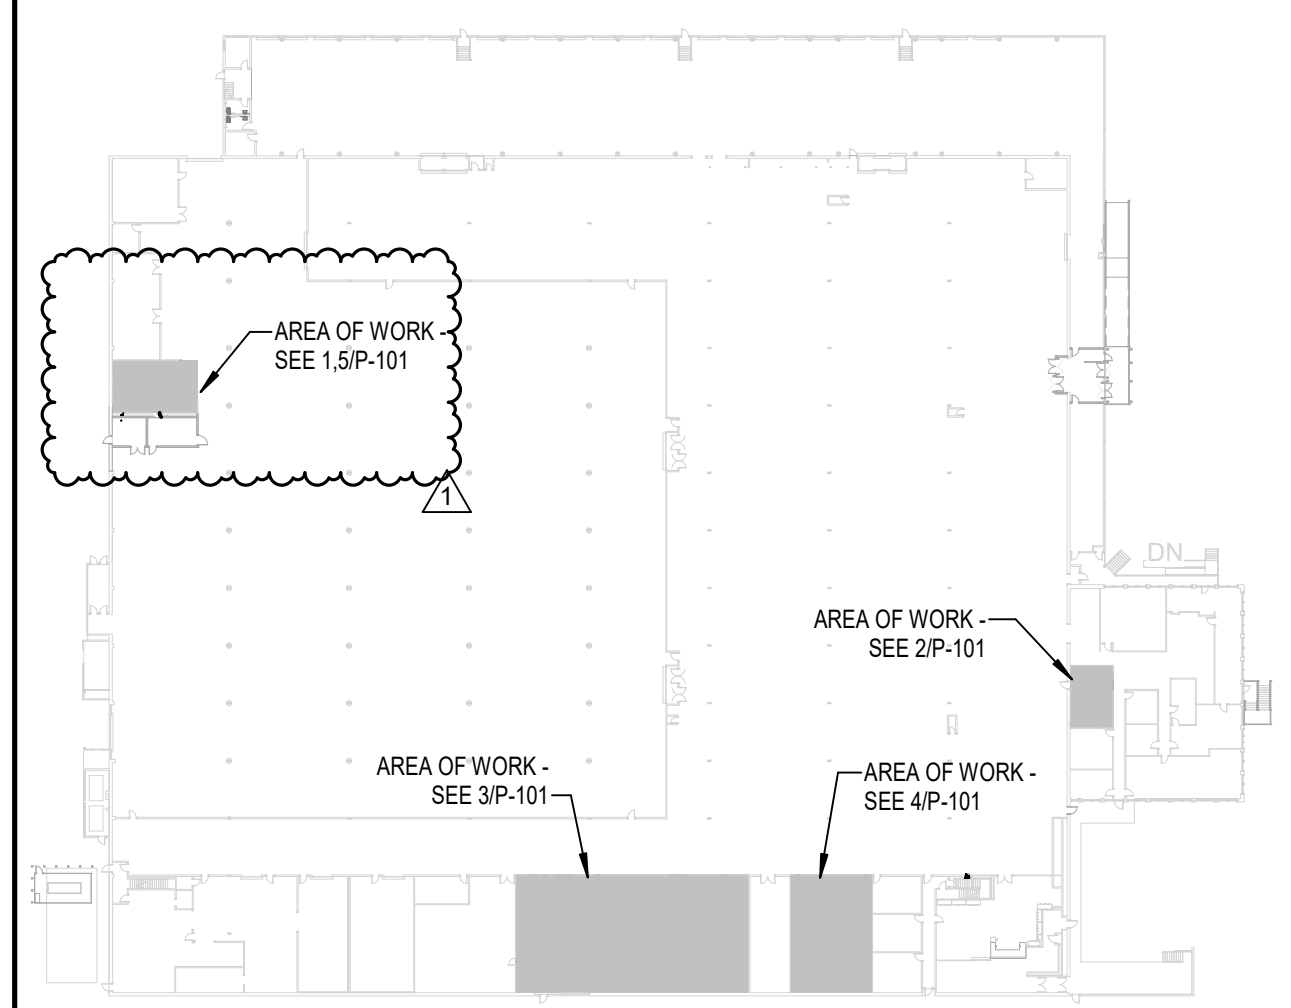 AREA OF WORK -
SEE 1,5/P-101
1
DN
AREA OF WORK -
SEE 2/P-101
AREA OF WORK -
SEE 3/P-101
AREA OF WORK -
SEE 4/P-101